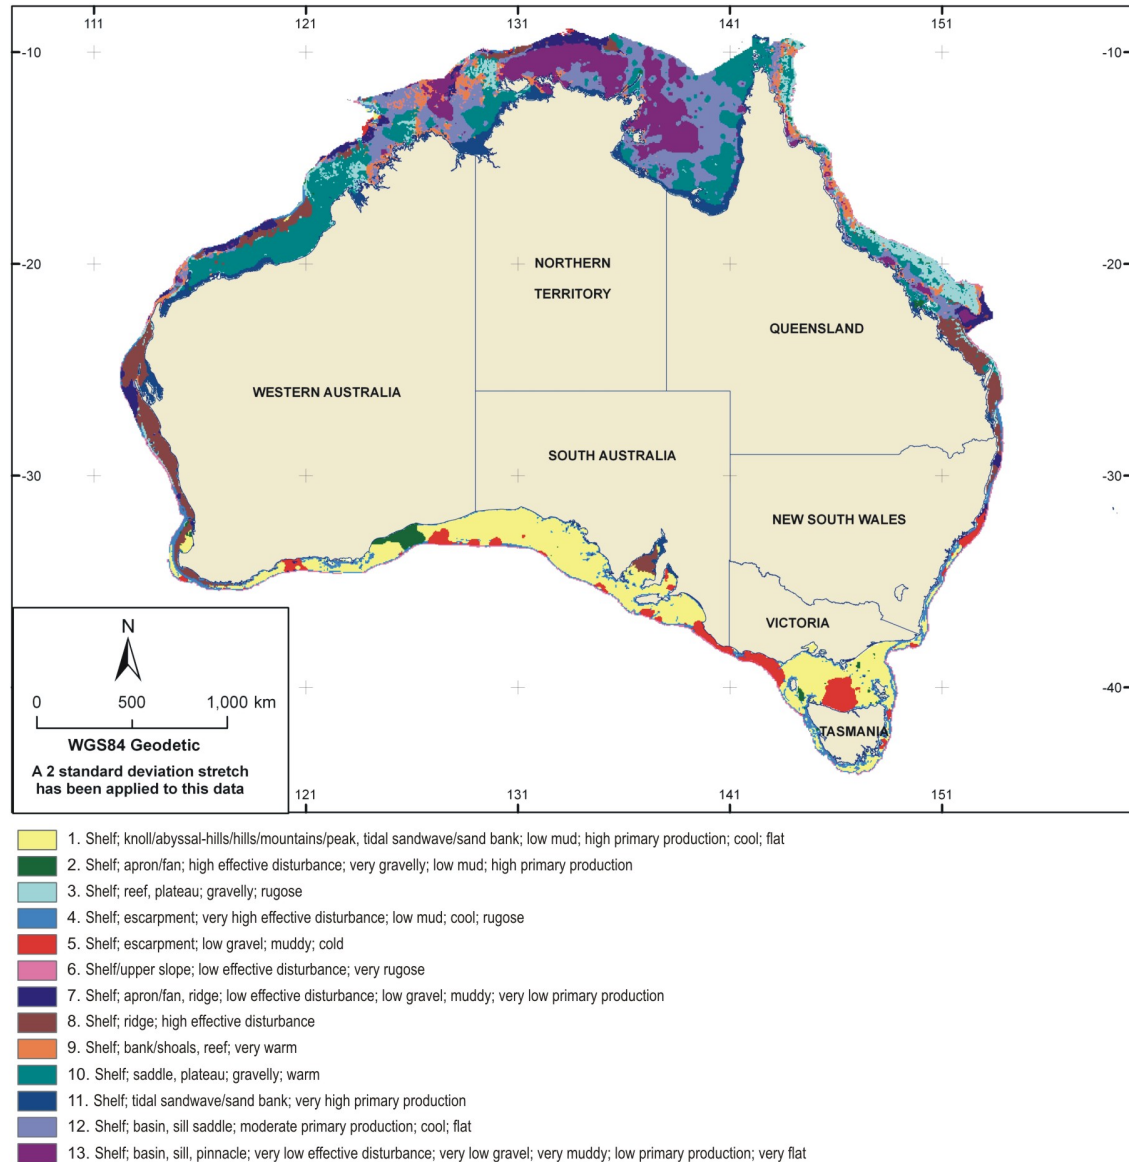 111 121 131 141 151
-10 -10
-20 -20
NORTHERN
TERRITORY
QUEENSLAND
WESTERN AUSTRALIA
SOUTH AUSTRALIA
-30 -30
NEW SOUTH WALES
VICTORIA
N
0 500 1,000 km
-40
TASMANIA
WGS84 Geodetic
A 2 standard deviation stretch
has been applied to this data
121 131 141 151
1. Shelf; knoll/abyssal-hills/hills/mountains/peak, tidal sandwave/sand bank; low mud; high primary production; cool; flat
2. Shelf; apron/fan; high effective disturbance; very gravelly; low mud; high primary production
3. Shelf; reef, plateau; gravelly; rugose
4. Shelf; escarpment; very high effective disturbance; low mud; cool; rugose
5. Shelf; escarpment; low gravel; muddy; cold
6. Shelf/upper slope; low effective disturbance; very rugose
7. Shelf; apron/fan, ridge; low effective disturbance; low gravel; muddy; very low primary production
8. Shelf; ridge; high effective disturbance
9. Shelf; bank/shoals, reef; very warm
10. Shelf; saddle, plateau; gravelly; warm
11. Shelf; tidal sandwave/sand bank; very high primary production
12. Shelf; basin, sill saddle; moderate primary production; cool; flat
13. Shelf; basin, sill, pinnacle; very low effective disturbance; very low gravel; very muddy; low primary production; very flat